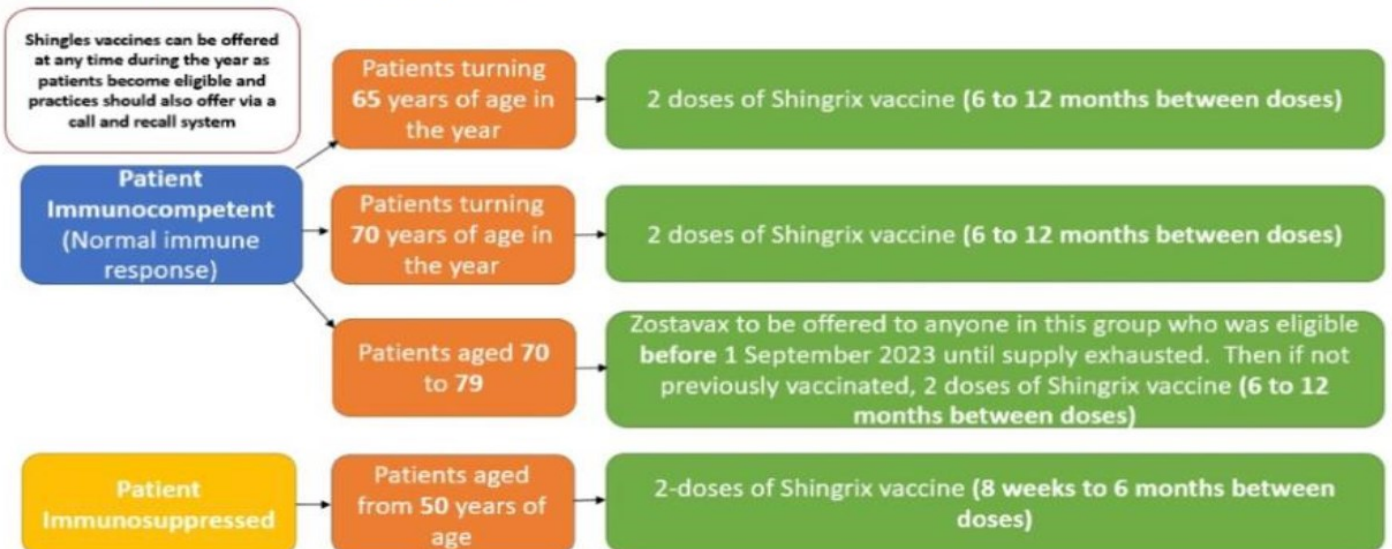 Shingles vaccines can be offered
at any time during the year as
patients become eligible and
practices should also offer via a
call and recall system
Patient
Immunocompetent
(Normal immune
response)
Patients turning
65 years of age in
the year
2 doses of Shingrix vaccine (6 to 12 months between doses)
Patients turning
70 years of age in
the year
2 doses of Shingrix vaccine (6 to 12 months between doses)
Patients aged 70
to 79
Zostavax to be offered to anyone in this group who was eligible
before 1 September 2023 until supply exhausted.  Then if not
previously vaccinated, 2 doses of Shingrix vaccine (6 to 12
months between doses)
Patient
Immunosuppressed
Patients aged
from 50 years of
age
2-doses of Shingrix vaccine (8 weeks to 6 months between
doses)